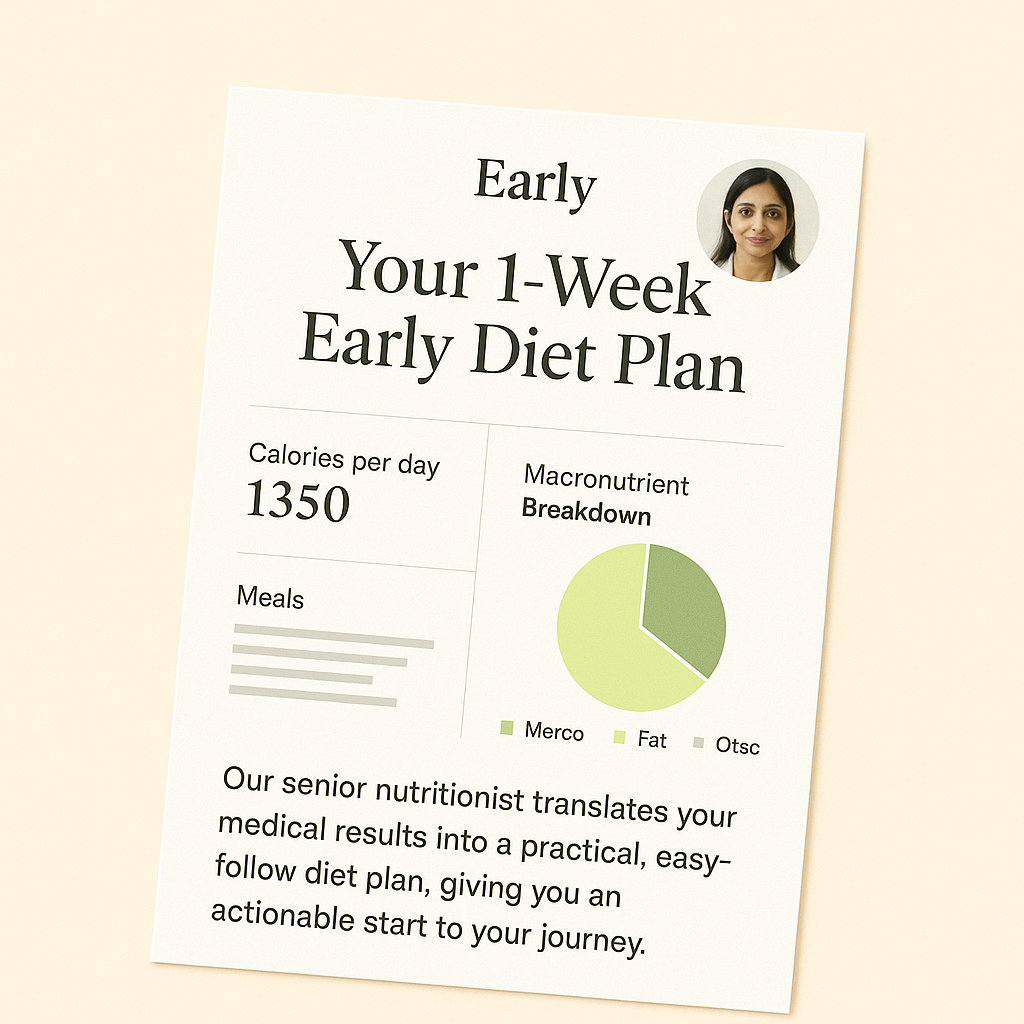 Early
Your 1-Week
Early Diet Plan
Calories per day
1350
Meals
Macronutrient
Breakdown
Merco
Fat
Otsc
Our senior nutritionist translates your
medical results into a practical, easy–
follow diet plan, giving you an
actionable start to your journey.